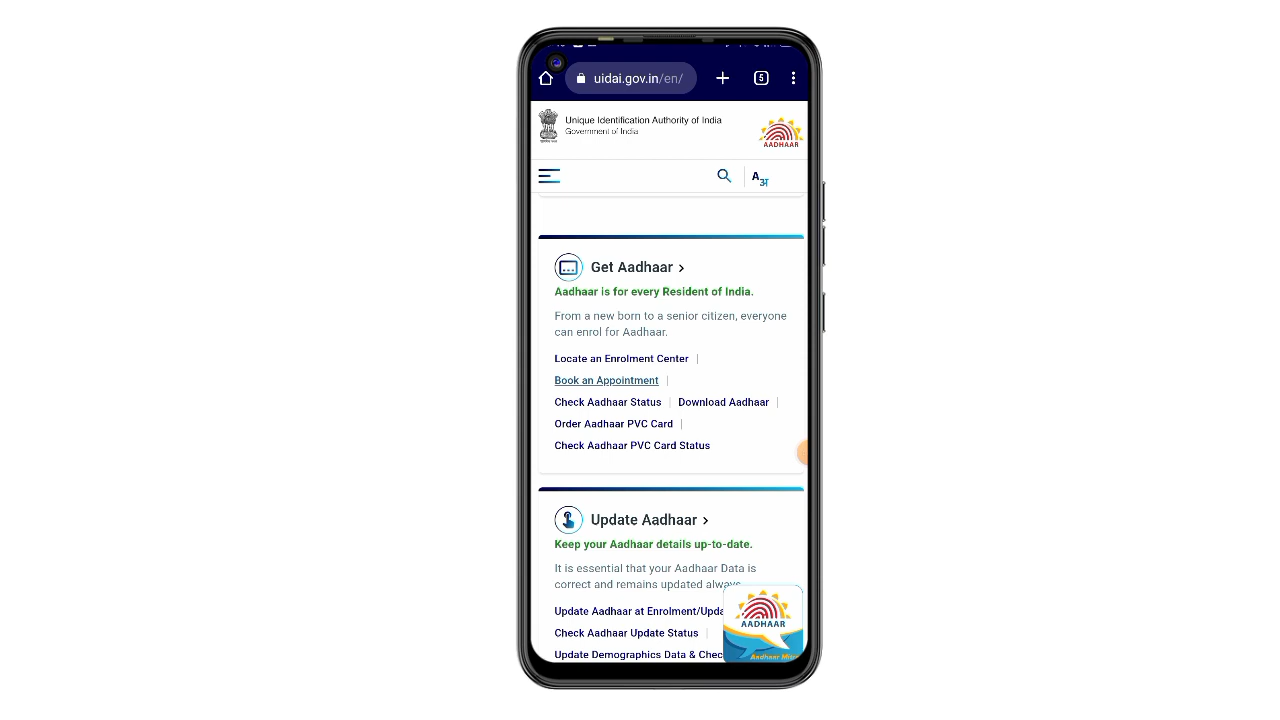 uidai.gov.in/en/
5
Unique Identification Authority of India
Government of India
AADHAAR
A अ
Get Aadhaar
Aadhaar is for every Resident of India.
From a new born to a senior citizen, everyone
can enrol for Aadhaar.
Locate an Enrolment Center |
Book an Appointment |
Check Aadhaar Status | Download Aadhaar |
Order Aadhaar PVC Card |
Check Aadhaar PVC Card Status
Update Aadhaar
Keep your Aadhaar details up-to-date.
It is essential that your Aadhaar Data is
correct and remains updated always.
Update Aadhaar at Enrolment/Upda
Check Aadhaar Update Status |
Update Demographics Data & Chec
AADHAAR
Aadhaar Mitra